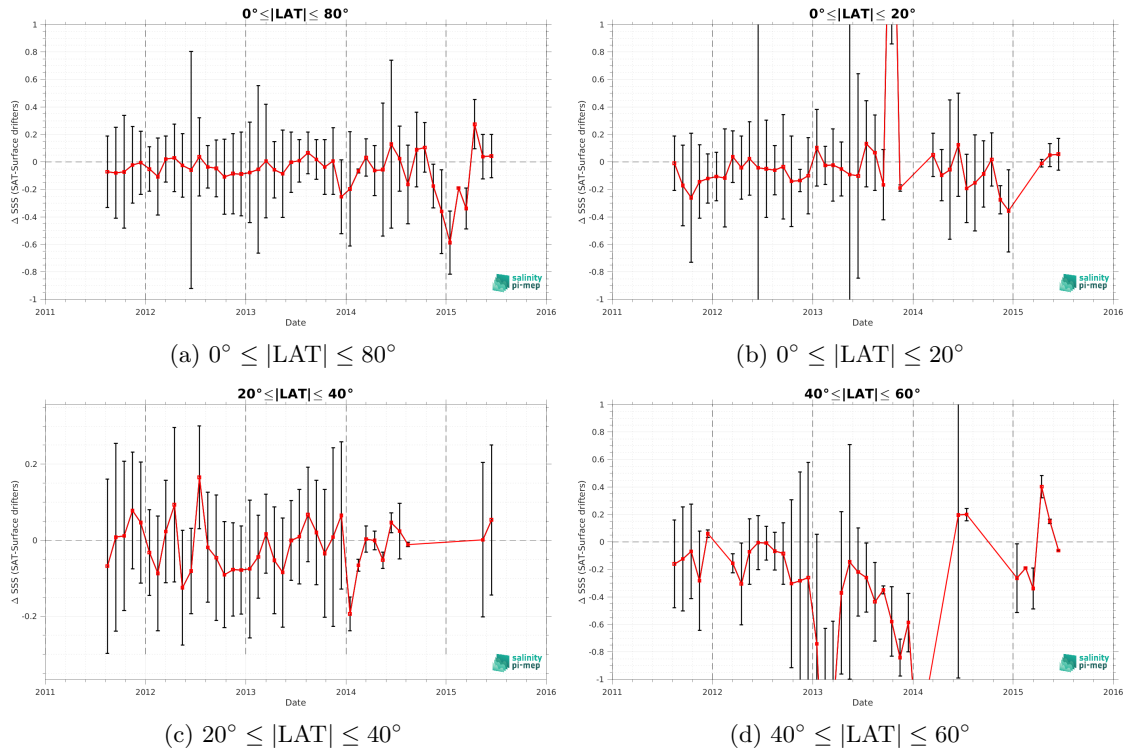 0°≤|LAT|≤ 80°
Δ SSS (SAT-Surface drifters)
1
0.8
0.6
0.4
0.2
0
-0.2
-0.4
-0.6
-0.8
-1
salinity
pi-mep
2011 2012 2013 2014 2015 2016
Date
(a) 0° ≤ |LAT| ≤ 80°
0°≤|LAT|≤ 20°
Δ SSS (SAT-Surface drifters)
1
0.8
0.6
0.4
0.2
0
-0.2
-0.4
-0.6
-0.8
-1
salinity
pi-mep
2011 2012 2013 2014 2015 2016
Date
(b) 0° ≤ |LAT| ≤ 20°
20°≤|LAT|≤ 40°
Δ SSS (SAT-Surface drifters)
0.2
0
-0.2
salinity
pi-mep
2011 2012 2013 2014 2015 2016
Date
(c) 20° ≤ |LAT| ≤ 40°
40°≤|LAT|≤ 60°
Δ SSS (SAT-Surface drifters)
1
0.8
0.6
0.4
0.2
0
-0.2
-0.4
-0.6
-0.8
-1
salinity
pi-mep
2011 2012 2013 2014 2015 2016
Date
(d) 40° ≤ |LAT| ≤ 60°